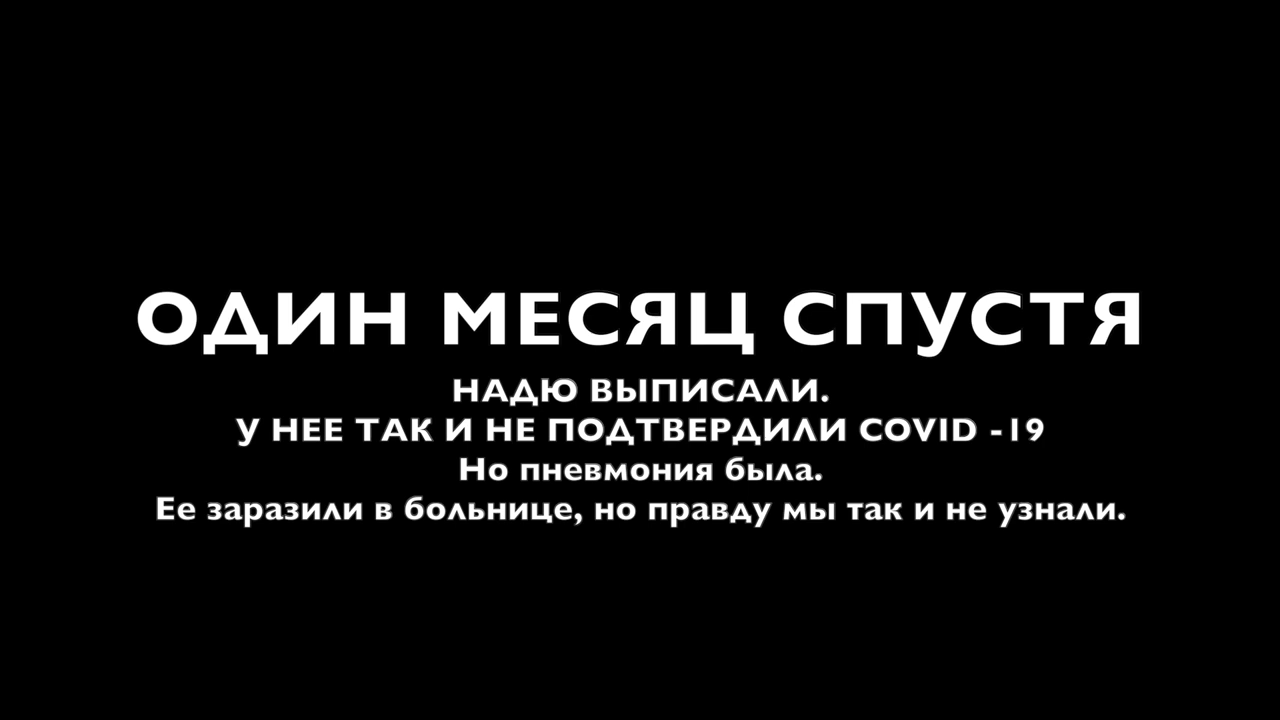 ОДИН МЕСЯЦ СПУСТЯ
НАДЮ ВЫПИСАЛИ.
У НЕЕ ТАК И НЕ ПОДТВЕРДИЛИ COVID -19
Но пневмония была.
Ее заразили в больнице, но правду мы так и не узнали.